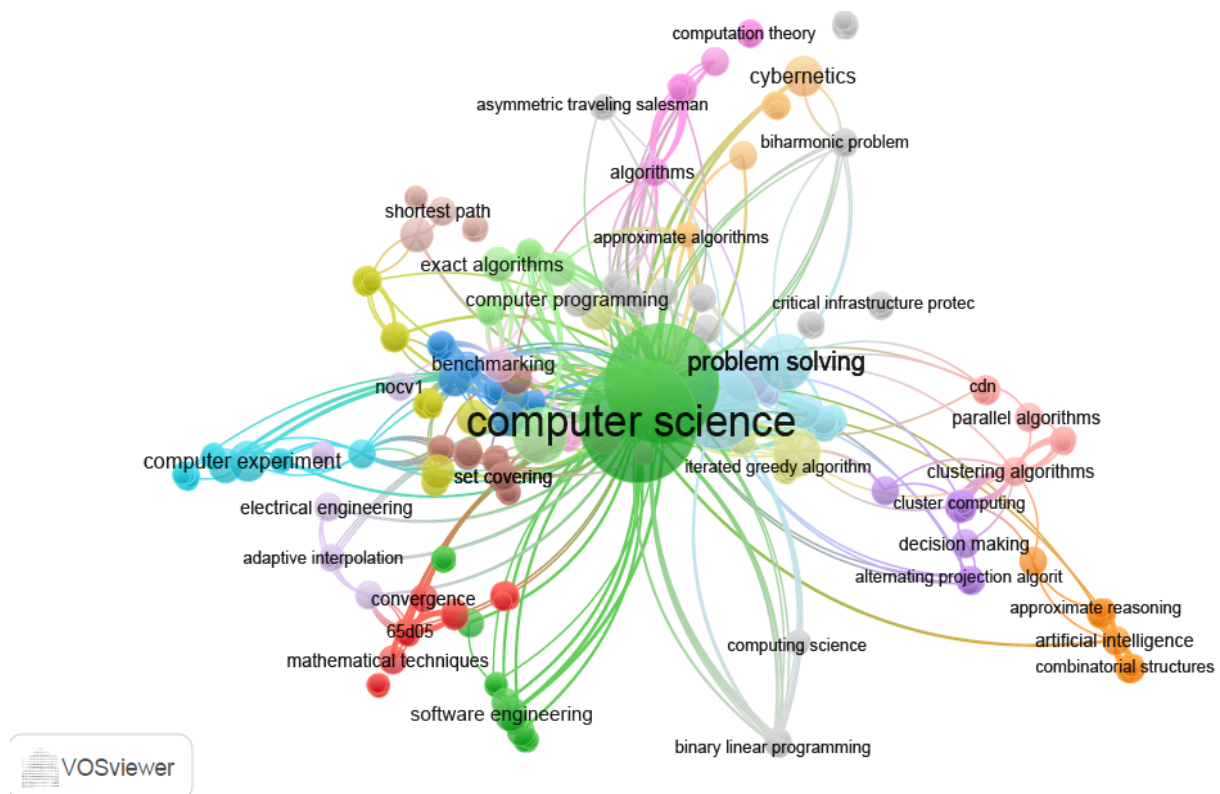 computation theory
cybernetics
asymmetric traveling salesman
biharmonic problem
algorithms
shortest path
approximate algorithms
exact algorithms
computer programming
critical infrastructure protec
problem solving
benchmarking
nocv1
cdn
parallel algorithms
computer science
computer experiment
set covering
iterated greedy algorithm
clustering algorithms
electrical engineering
cluster computing
decision making
adaptive interpolation
alternating projection algorit
convergence
approximate reasoning
65d05
artificial intelligence
computing science
mathematical techniques
combinatorial structures
software engineering
binary linear programming
VOSviewer